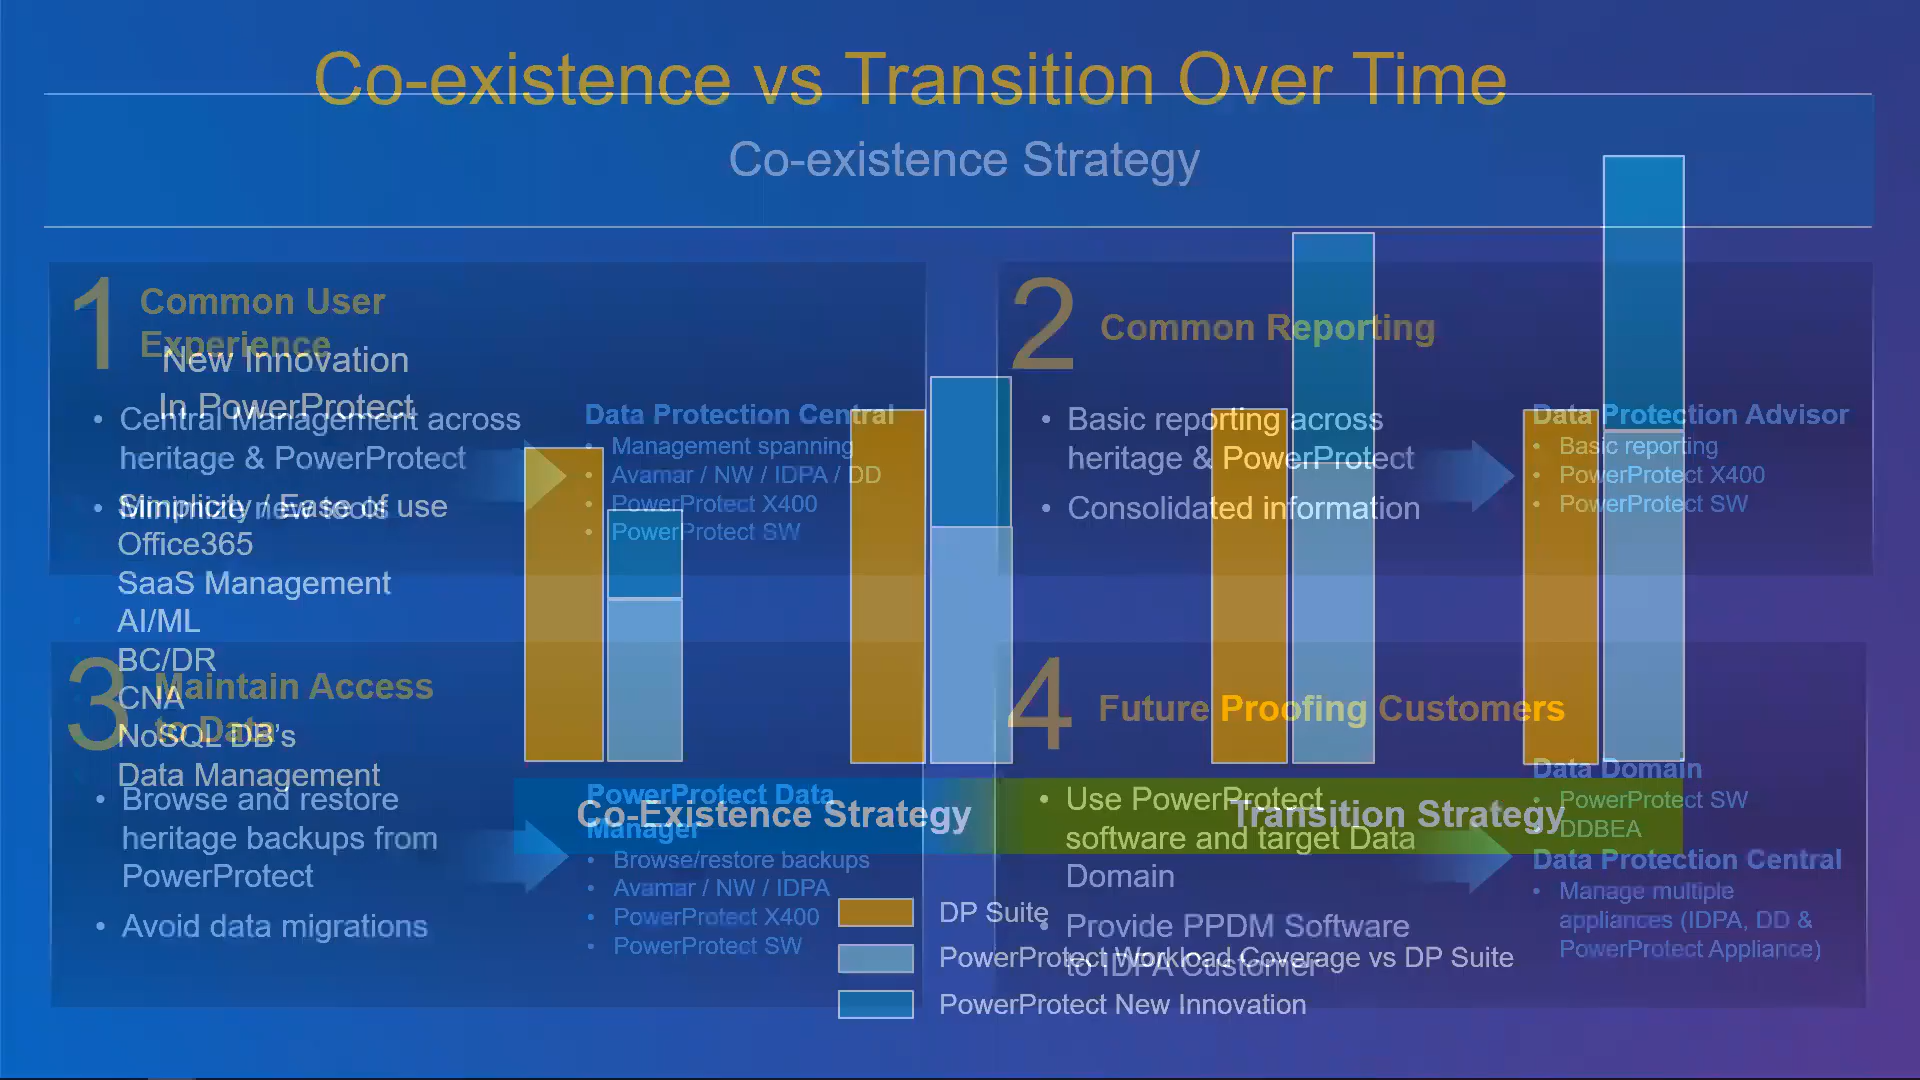 Co-existence vs Transition Over Time
Co-existence Strategy
1
Common User
Experience
• Central Management across
heritage & PowerProtect
• Minimize new tools
Data Protection Central
• Management spanning
• Avamar / NW / IDPA / DD
• PowerProtect X400
• PowerProtect SW
2
Common Reporting
• Basic reporting across
heritage & PowerProtect
• Consolidated information
Data Protection Advisor
• Basic reporting
• PowerProtect X400
• PowerProtect SW
3
Maintain Access
to Data
• Browse and restore
heritage backups from
PowerProtect
• Avoid data migrations
PowerProtect Data
Manager
• Browse/restore backups
• Avamar / NW / IDPA
• PowerProtect X400
• PowerProtect SW
4
Future Proofing Customers
• Use PowerProtect
software and target Data
Domain
• Provide PPDM Software
to IDPA Customer
Data Domain
• PowerProtect SW
• DDBEA
Data Protection Central
• Manage multiple
appliances (IDPA, DD &
PowerProtect Appliance)
New Innovation
In PowerProtect
Simplicity / Ease of use
Office365
SaaS Management
AI/ML
BC/DR
CNA
NoSQL DB's
Data Management
Co-Existence Strategy
Transition Strategy
DP Suite
PowerProtect Workload Coverage vs DP Suite
PowerProtect New Innovation